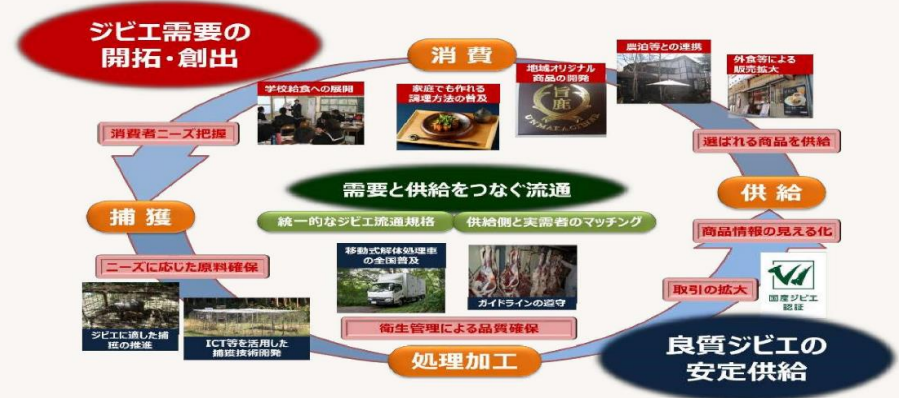 ジビエ需要の
開拓・創出
消費
農泊等との連携
外食等による
販売拡大
地域オリジナル
商品の開発
学校給食への展開
家庭でも作れる
調理方法の普及
旨鹿
UMAKAGIBIER
消費者ニーズ把握
選ばれる商品を供給
需要と供給をつなぐ流通
捕獲
供給
統一的なジビエ流通規格
供給側と実需者のマッチング
商品情報の見える化
移動式解体処理車
の全国普及
ニーズに応じた原料確保
取引の拡大
国産ジビエ
認証
ガイドラインの遵守
ジビエに適した捕
獲の推進
ICT等を活用した
捕獲技術開発
衛生管理による品質確保
処理加工
良質ジビエの
安定供給